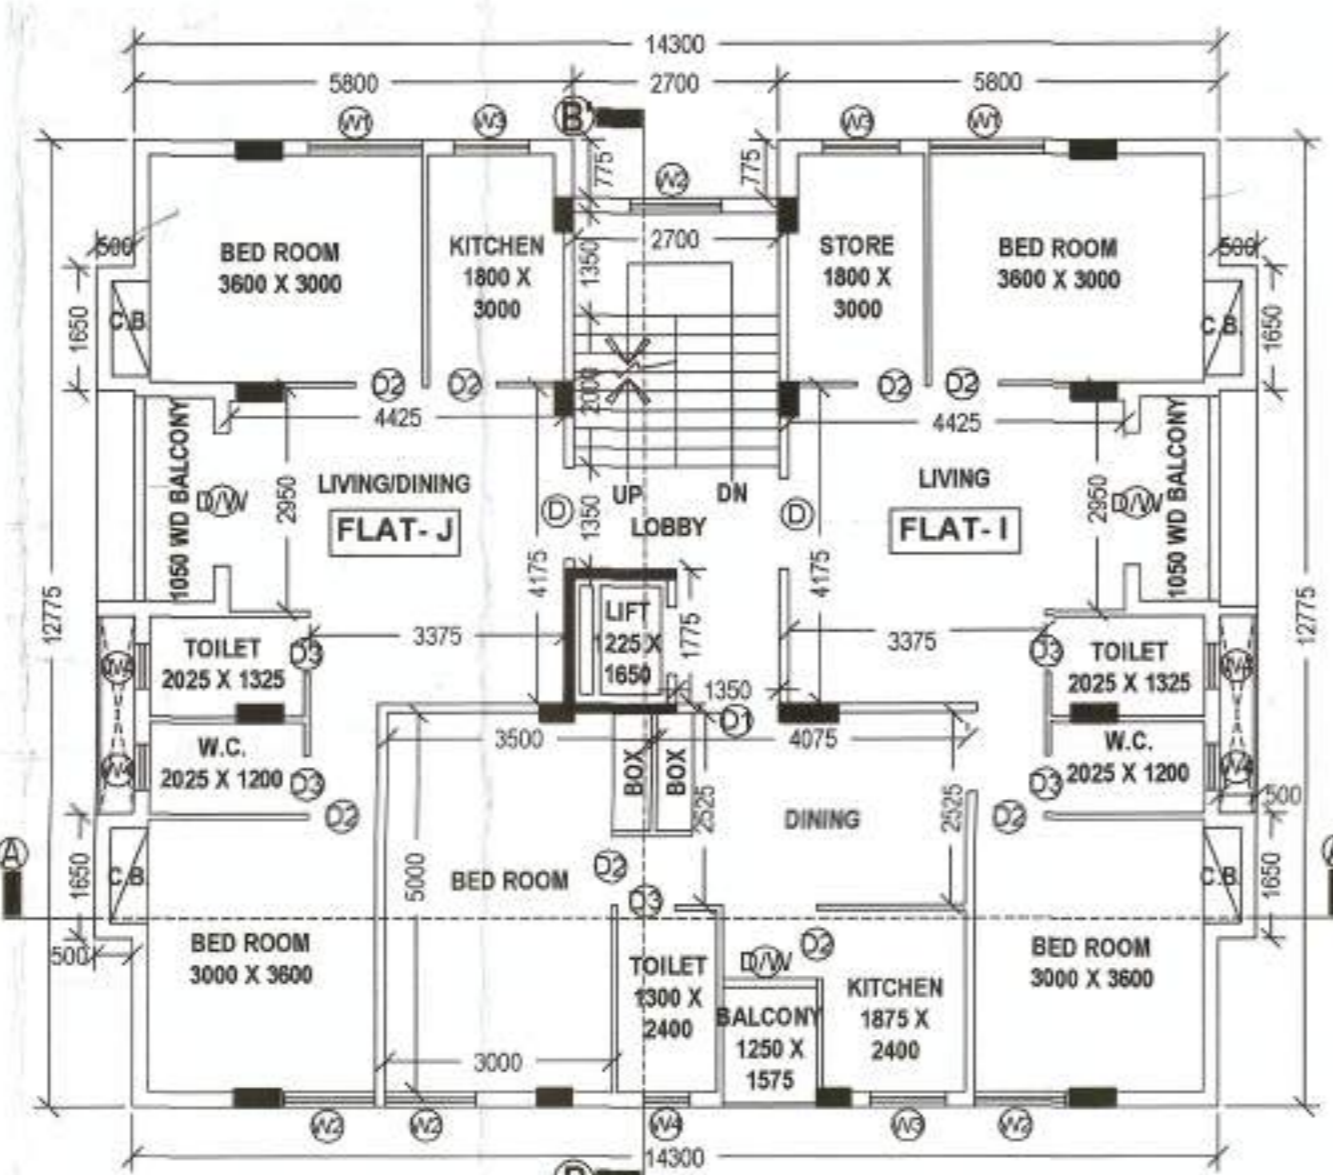 14300
5800 2700 5800
W1 W3 B' W3 W1
775 W2 775
500 BED ROOM KITCHEN 2700 STORE BED ROOM 500
3600 X 3000 1800 X 1350 1800 X 3600 X 3000
3000 3000
1650 C.B. C.B. 1650
D2 D2 2000 D2 D2
4425 4425
1050 WD BALCONY D/W 2950 LIVING/DINING UP DN LIVING 2950 D/W 1050 WD BALCONY
FLAT- J D 1350 LOBBY D FLAT- I
12775 4175 4175 12775
LIFT
1225 X
1650
1775
3375 3375
TOILET D3 D3 TOILET
2025 X 1325 2025 X 1325
W4 W4
1350
D1
3500 4075
W.C. W.C.
2025 X 1200 2025 X 1200
W4 D3 BOX BOX D3 W4
500
D2 2525 DINING 2525 D2
A A
1650 C.B. 5000 BED ROOM D2 C.B. 1650
D3
500 BED ROOM TOILET D/W D2 BED ROOM
3000 X 3600 1300 X KITCHEN 3000 X 3600
2400 BALCONY 1875 X
1250 X 2400
3000 1575
W2 W2 W4 W3 W2
14300
B